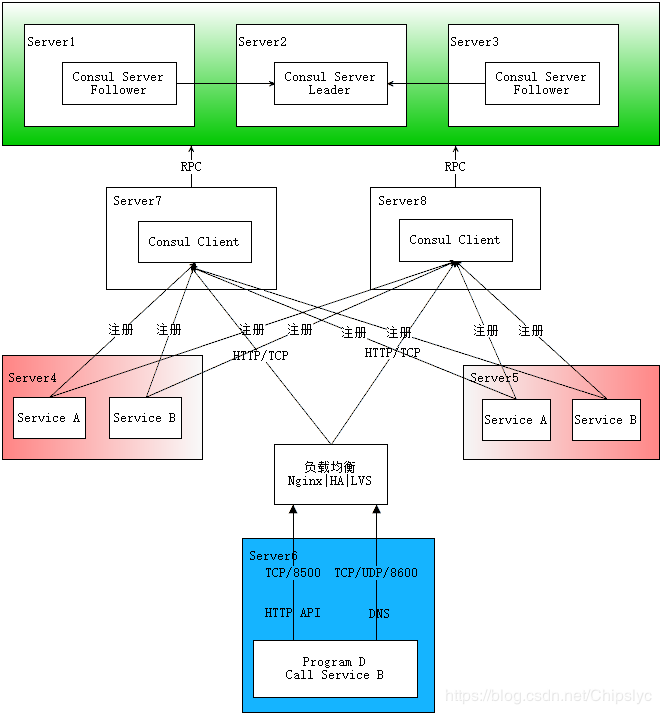 Server1
Server2
Server3
Consul Server
Follower
Consul Server
Leader
Consul Server
Follower
RPC
RPC
Server7
Server8
Consul Client
Consul Client
注册
注册
注册
注册
注册
注册
注册
注册
HTTP/TCP
HTTP/TCP
Server4
Server5
Service A
Service B
Service A
Service B
负载均衡
Nginx|HA|LVS
Server6
TCP/8500
TCP/UDP/8600
HTTP API
DNS
Program D
Call Service B
https://blog.csdn.net/Chipslyc